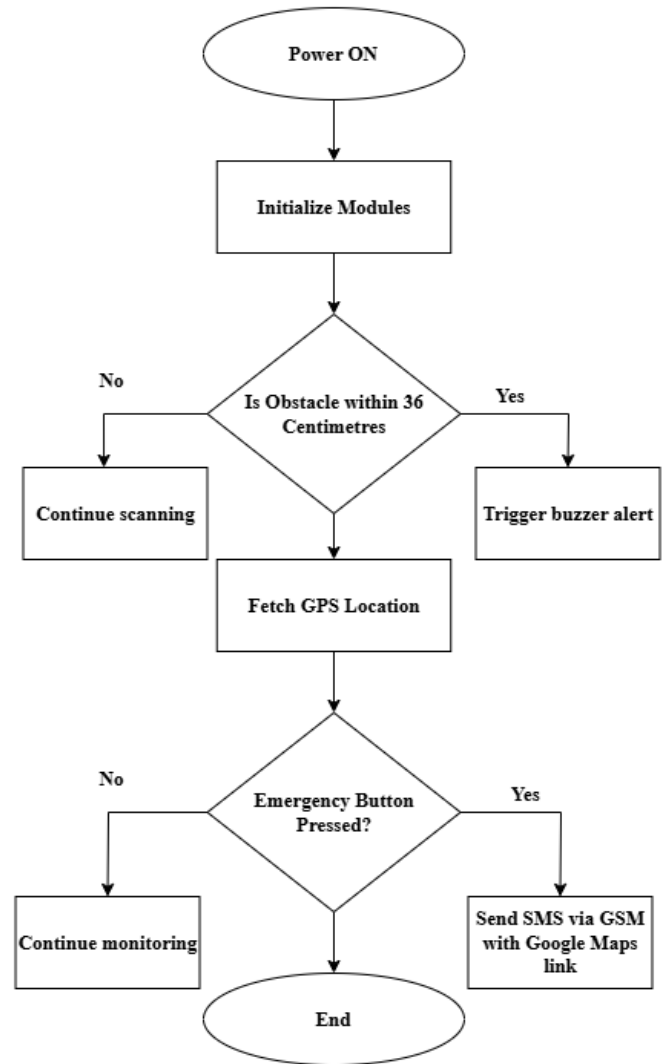 Power ON
Initialize Modules
No
Yes
Is Obstacle within 36
Centimetres
Continue scanning
Trigger buzzer alert
Fetch GPS Location
No
Yes
Emergency Button
Pressed?
Continue monitoring
Send SMS via GSM
with Google Maps
link
End